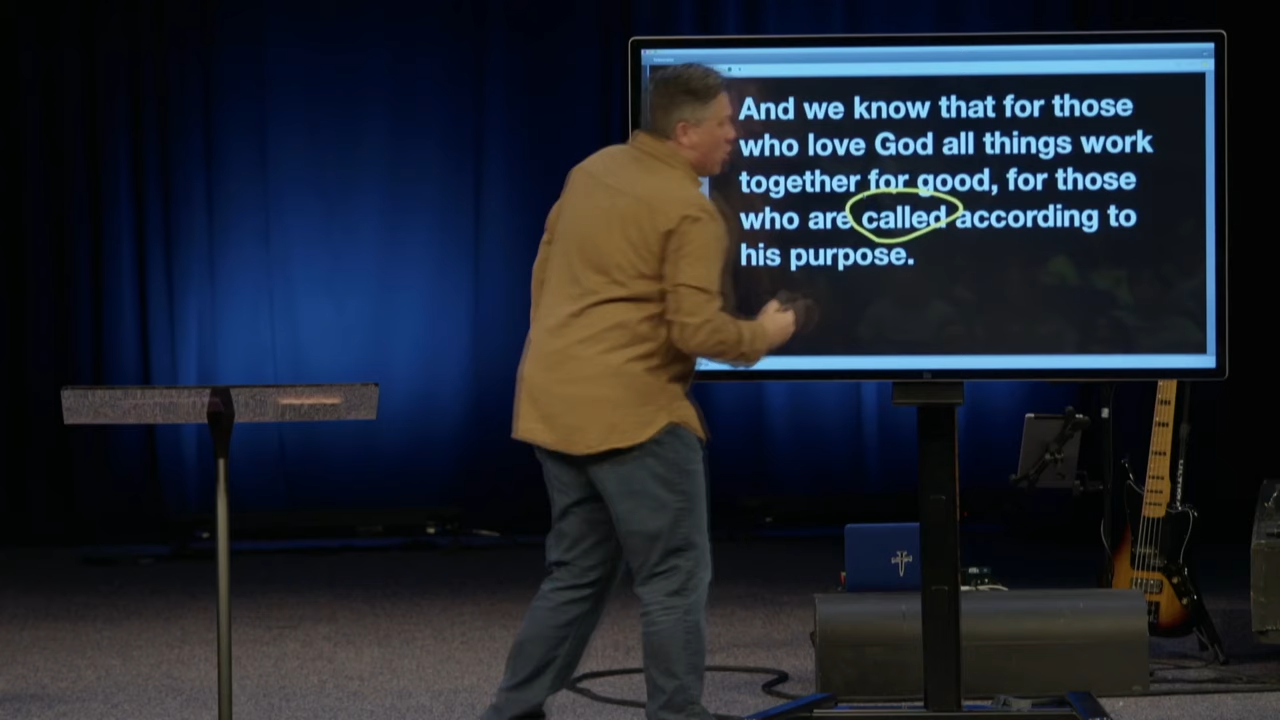 And we know that for those
who love God all things work
together for good, for those
who are called according to
his purpose.